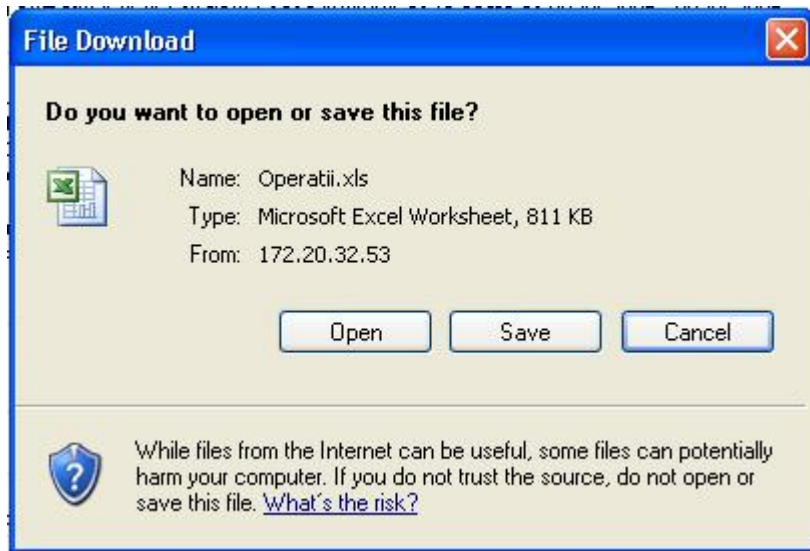 File Download
Do you want to open or save this file?
Name: Operatii.xls
Type: Microsoft Excel Worksheet, 811 KB
From: 172.20.32.53
Open Save Cancel
While files from the Internet can be useful, some files can potentially
harm your computer. If you do not trust the source, do not open or
save this file. What's the risk?